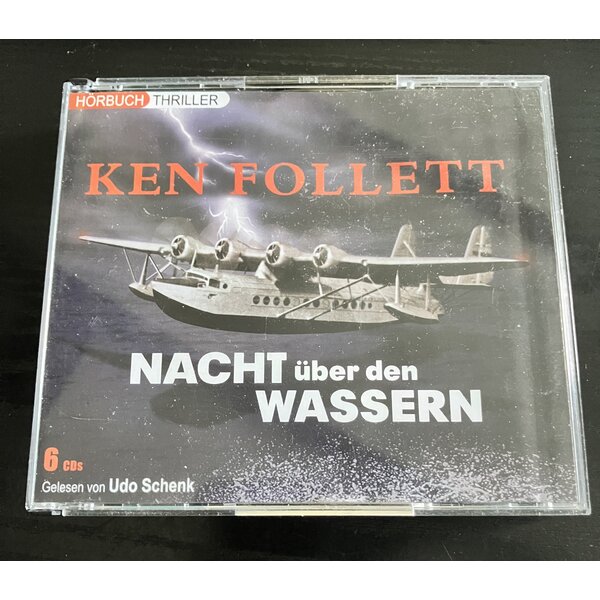 HÖRBUCH THRILLER
KEN FOLLETT
NACHT über den
WASSERN
6 CDs
Gelesen von Udo Schenk